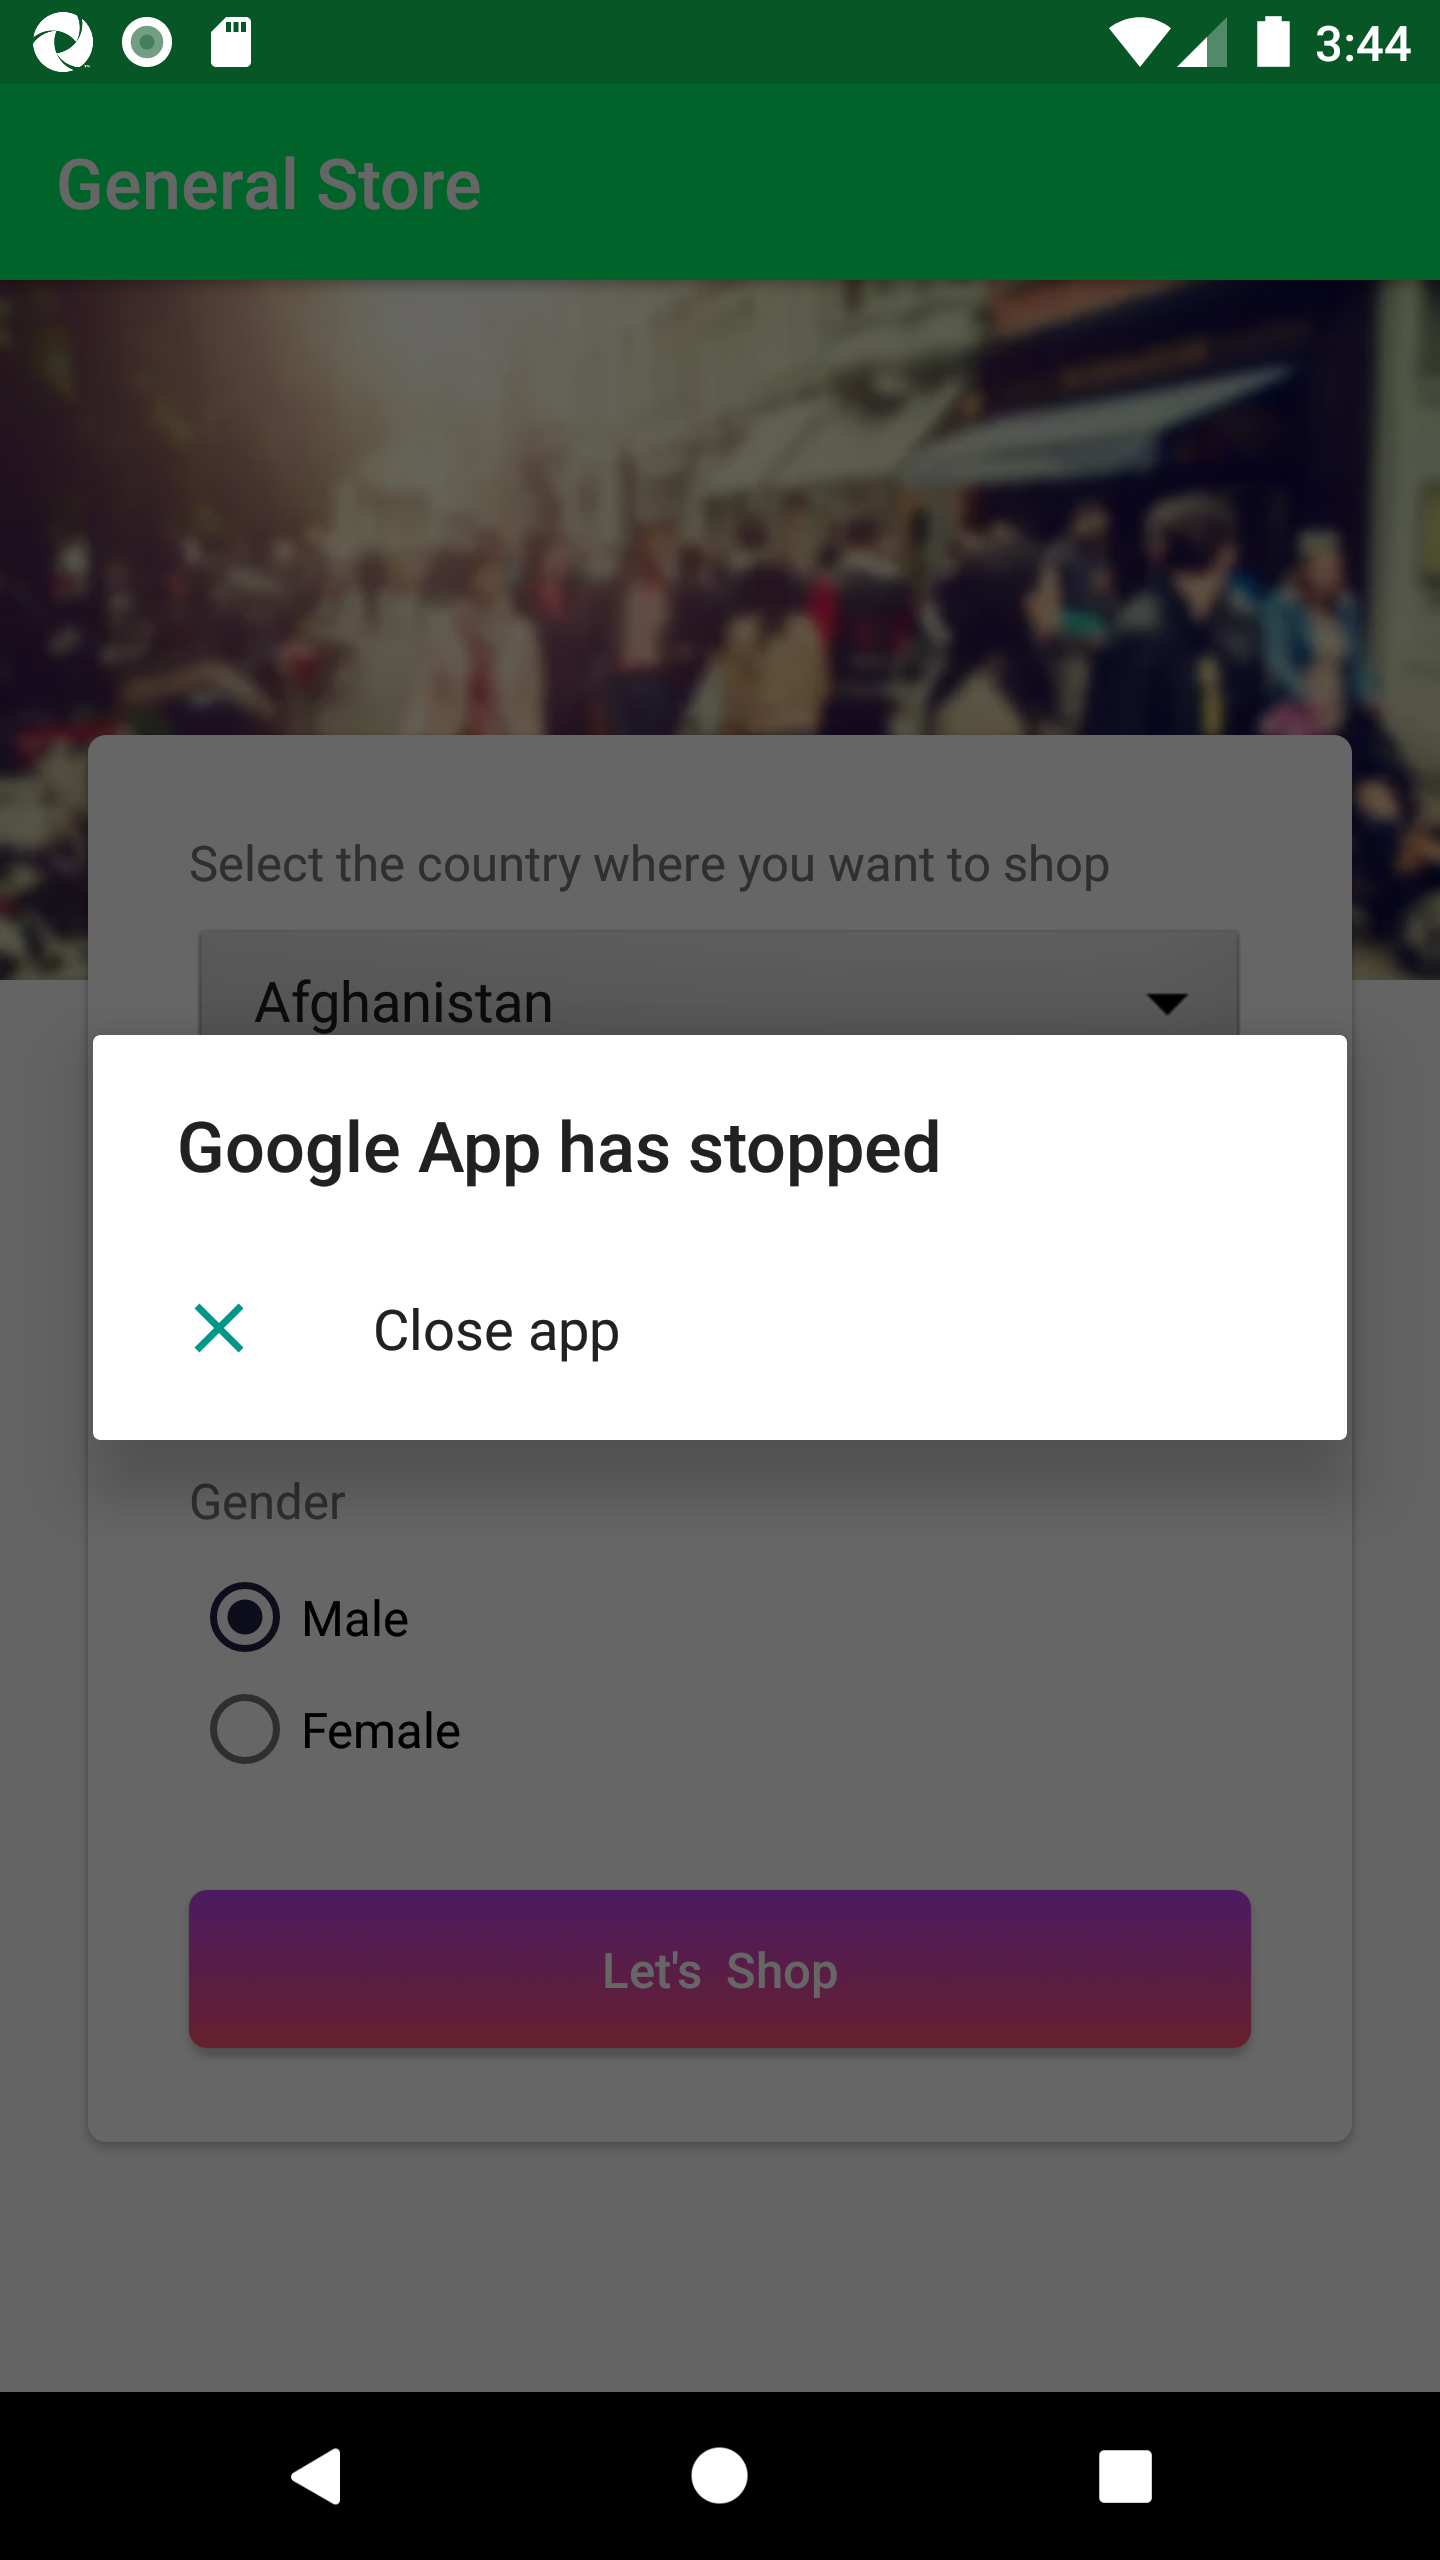 3:44
General Store
Select the country where you want to shop
Afghanistan
Google App has stopped
Close app
Gender
Male
Female
Let's  Shop